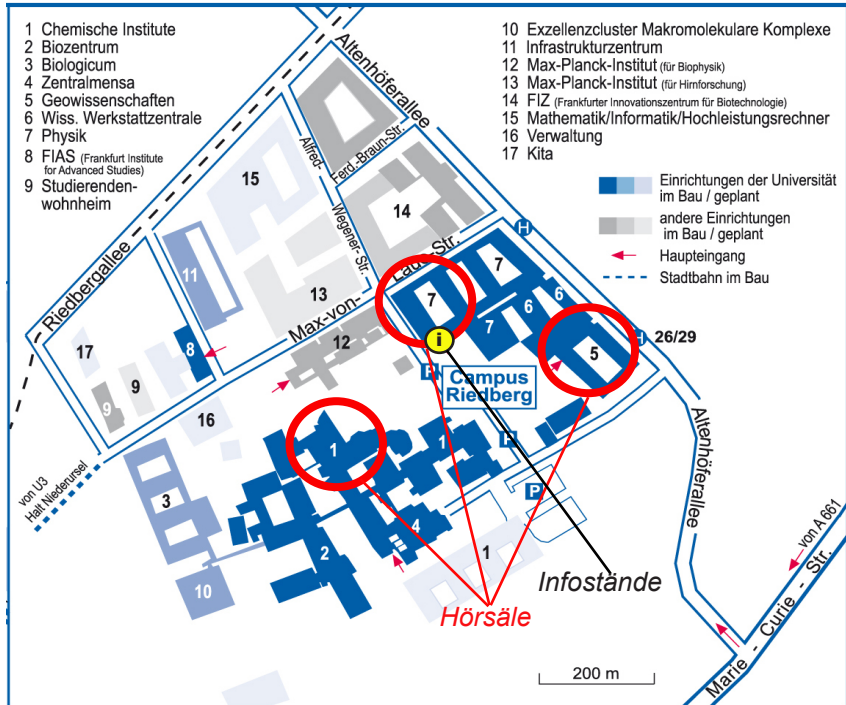 1 Chemische Institute
2 Biozentrum
3 Biologicum
4 Zentralmensa
5 Geowissenschaften
6 Wiss. Werkstattzentrale
7 Physik
8 FIAS (Frankfurt Institute
for Advanced Studies)
9 Studierenden-
wohnheim
10 Exzellenzcluster Makromolekulare Komplexe
11 Infrastrukturzentrum
12 Max-Planck-Institut (für Biophysik)
13 Max-Planck-Institut (für Hirnforschung)
14 FIZ (Frankfurter Innovationszentrum für Biotechnologie)
15 Mathematik/Informatik/Hochleistungsrechner
16 Verwaltung
17 Kita
Einrichtungen der Universität
im Bau / geplant
andere Einrichtungen
im Bau / geplant
Haupteingang
Stadtbahn im Bau
Altenhöferallee
Ferd.-Braun-Str.
Alfred-
Wegener-Str.
Riedbergallee
Max-von-
Laue-Str.
15
14
H
11
13
7
7
6
7
6
i
H 26/29
5
17
8
12
P
Campus
Riedberg
9
9
16
1
1
P
Altenhöferallee
von U3
Halt Niederursel
3
P
4
von A 661
2
1
10
Infostände
Hörsäle
Marie - Curie - Str.
200 m